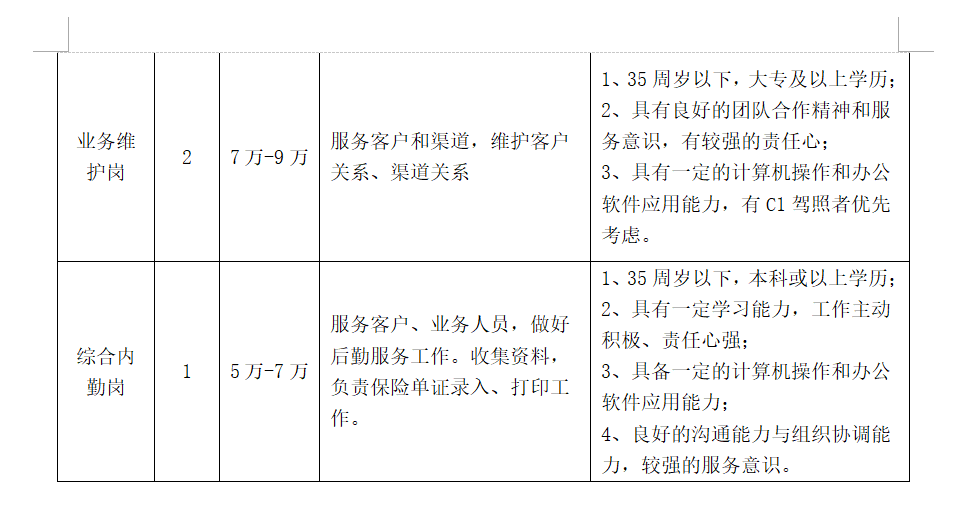 业务维
护岗
2
7万-9万
服务客户和渠道，维护客户
关系、渠道关系
1、35周岁以下，大专及以上学历；
2、具有良好的团队合作精神和服
务意识，有较强的责任心；
3、具有一定的计算机操作和办公
软件应用能力，有C1驾照者优先
考虑。
综合内
勤岗
1
5万-7万
服务客户、业务人员，做好
后勤服务工作。收集资料，
负责保险单证录入、打印工
作。
1、35周岁以下，本科或以上学历；
2、具有一定学习能力，工作主动
积极、责任心强；
3、具备一定的计算机操作和办公
软件应用能力；
4、良好的沟通能力与组织协调能
力，较强的服务意识。